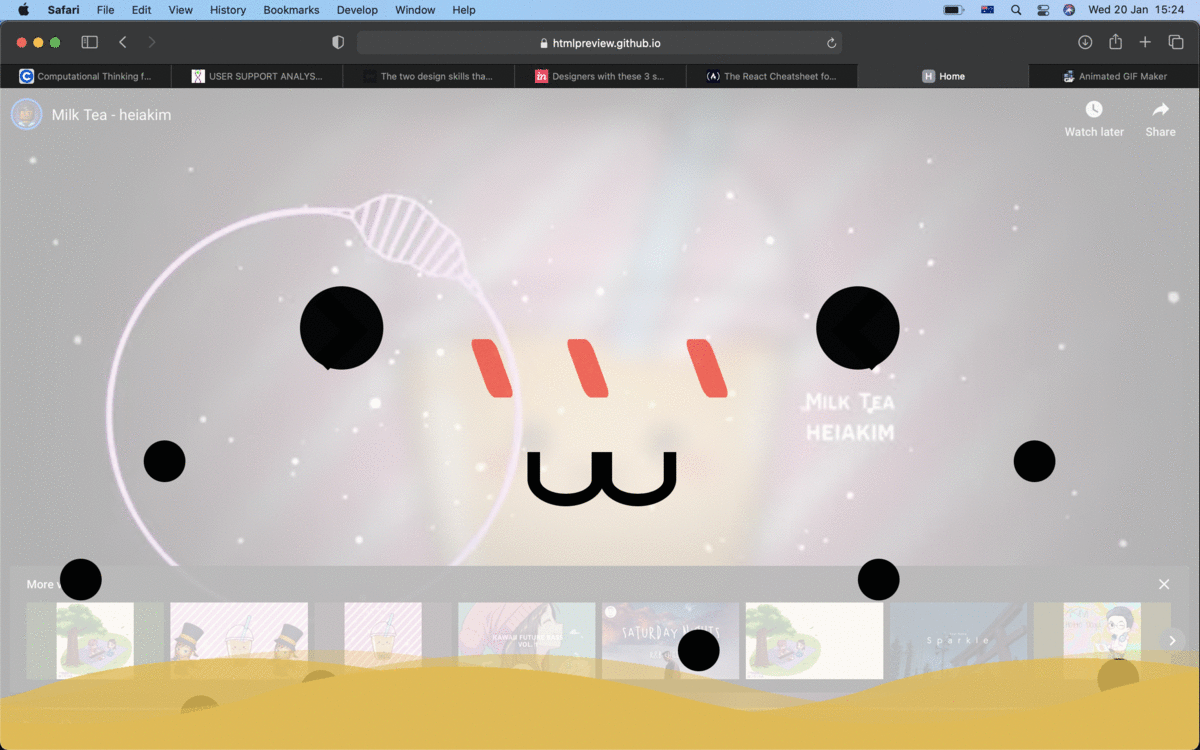 Safari File Edit View History Bookmarks Develop Window Help Wed 20 Jan 15:24
htmlpreview.github.io
Computational Thinking f... USER SUPPORT ANALYS... The two design skills tha... Designers with these 3 s... The React Cheatsheet fo... H Home Animated GIF Maker
Milk Tea - heiakim
Watch later Share
Milk Tea
HEIAKIM
More
SATURDAY NIGHTS
Sparkle